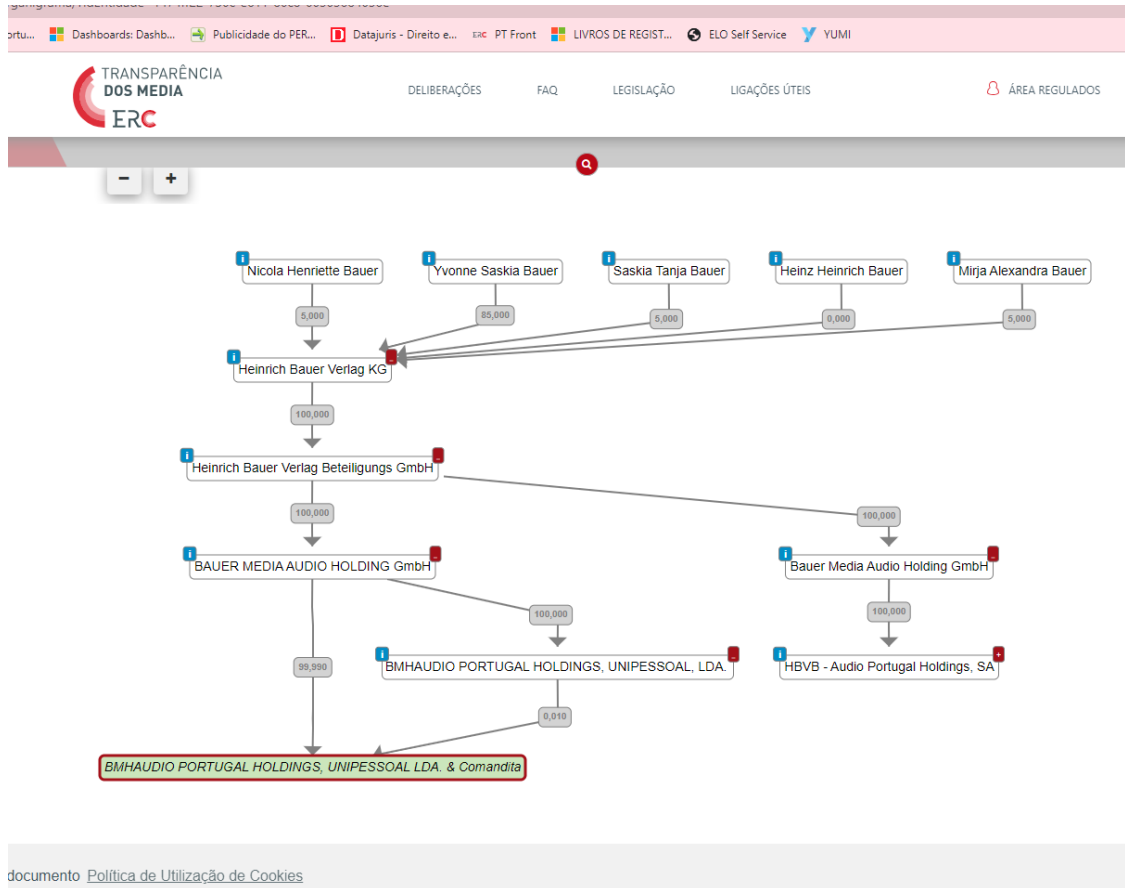 ortu...
Dashboards: Dashb...
Publicidade do PER...
Datajuris - Direito e...
ERC PT Front
LIVROS DE REGIST...
ELO Self Service
YUMI
TRANSPARÊNCIA
DOS MEDIA
ERC
DELIBERAÇÕES
FAQ
LEGISLAÇÃO
LIGAÇÕES ÚTEIS
ÁREA REGULADOS
Nicola Henriette Bauer
Yvonne Saskia Bauer
Saskia Tanja Bauer
Heinz Heinrich Bauer
Mirja Alexandra Bauer
5,000
85,000
5,000
0,000
5,000
Heinrich Bauer Verlag KG
100,000
Heinrich Bauer Verlag Beteiligungs GmbH
100,000
100,000
BAUER MEDIA AUDIO HOLDING GmbH
Bauer Media Audio Holding GmbH
100,000
100,000
99,990
BMHAUDIO PORTUGAL HOLDINGS, UNIPESSOAL, LDA.
HBVB - Audio Portugal Holdings, SA
0,010
BMHAUDIO PORTUGAL HOLDINGS, UNIPESSOAL LDA. & Comandita
documento Política de Utilização de Cookies